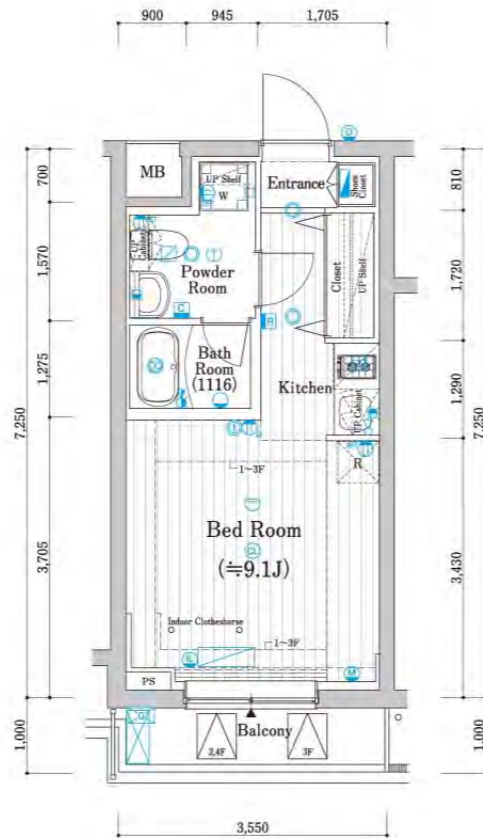 900
945
1,705
700
1,570
1,275
7,250
3,705
1,000
810
1,720
1,290
7,250
3,430
1,000
MB
UP Shelf
W
Entrance
Shoes
Closet
UP
Cabinet
Powder
Room
Closet
UP Shelf
C
R
Bath
Room
(1116)
Kitchen
UP Cabinet
R
1~3F
Bed Room
(≒9.1J)
Indoor Clotheshorse
1~3F
M
PS
G
Balcony
2,4F
3F
3,550